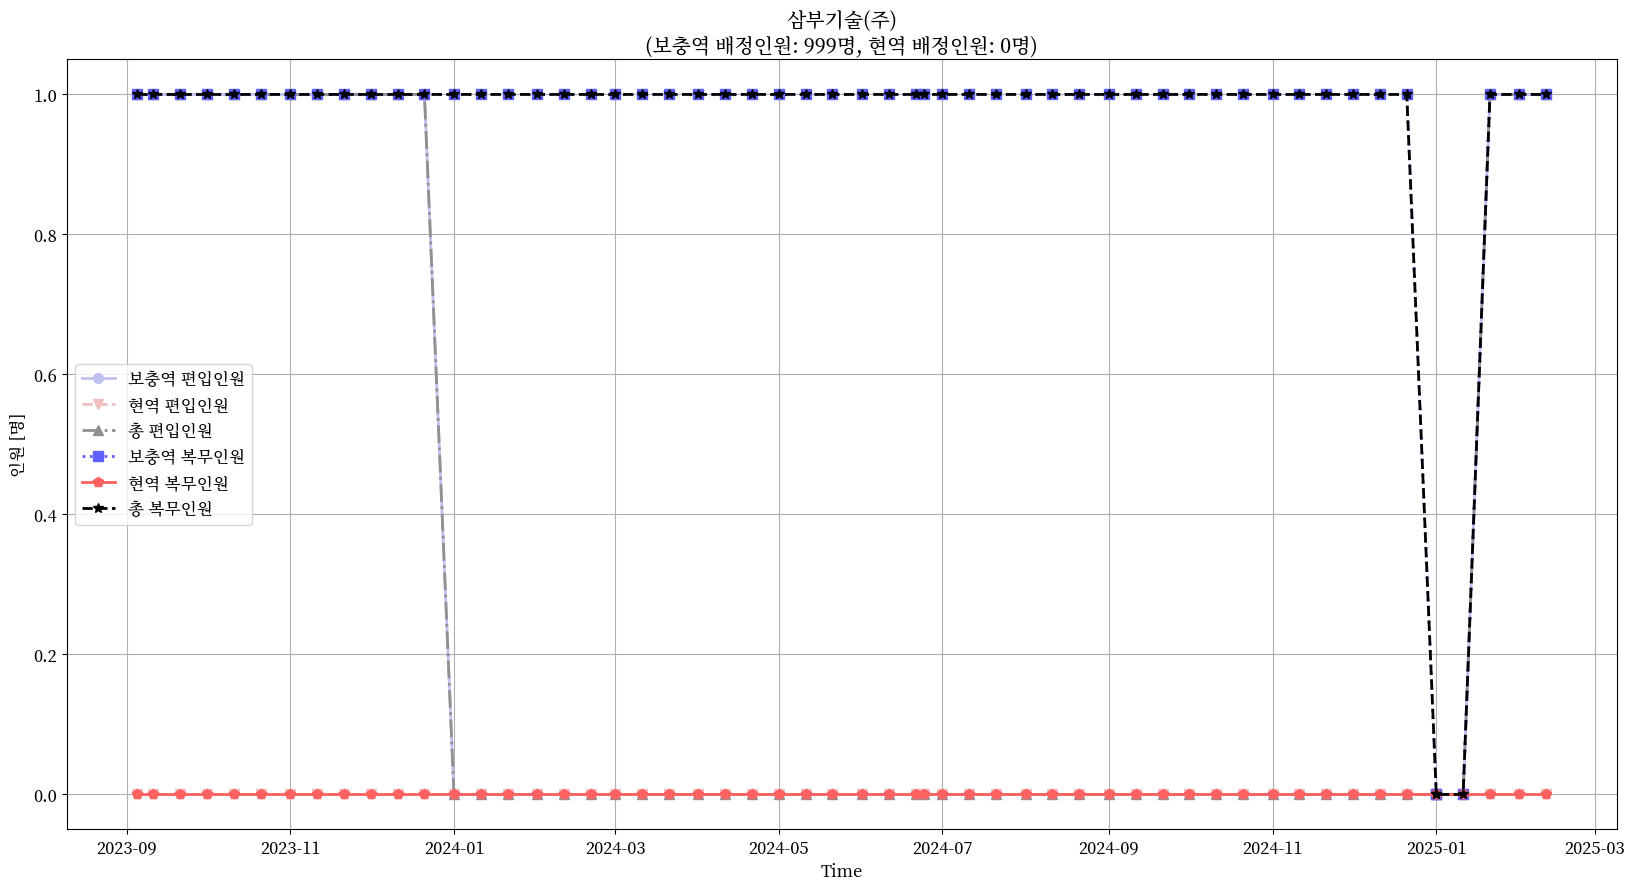 삼부기술(주)
(보충역 배정인원: 999명, 현역 배정인원: 0명)
1.0
0.8
0.6
0.4
0.2
0.0
인원 [명]
보충역 편입인원
현역 편입인원
총 편입인원
보충역 복무인원
현역 복무인원
총 복무인원
2023-09 2023-11 2024-01 2024-03 2024-05 2024-07 2024-09 2024-11 2025-01 2025-03
Time